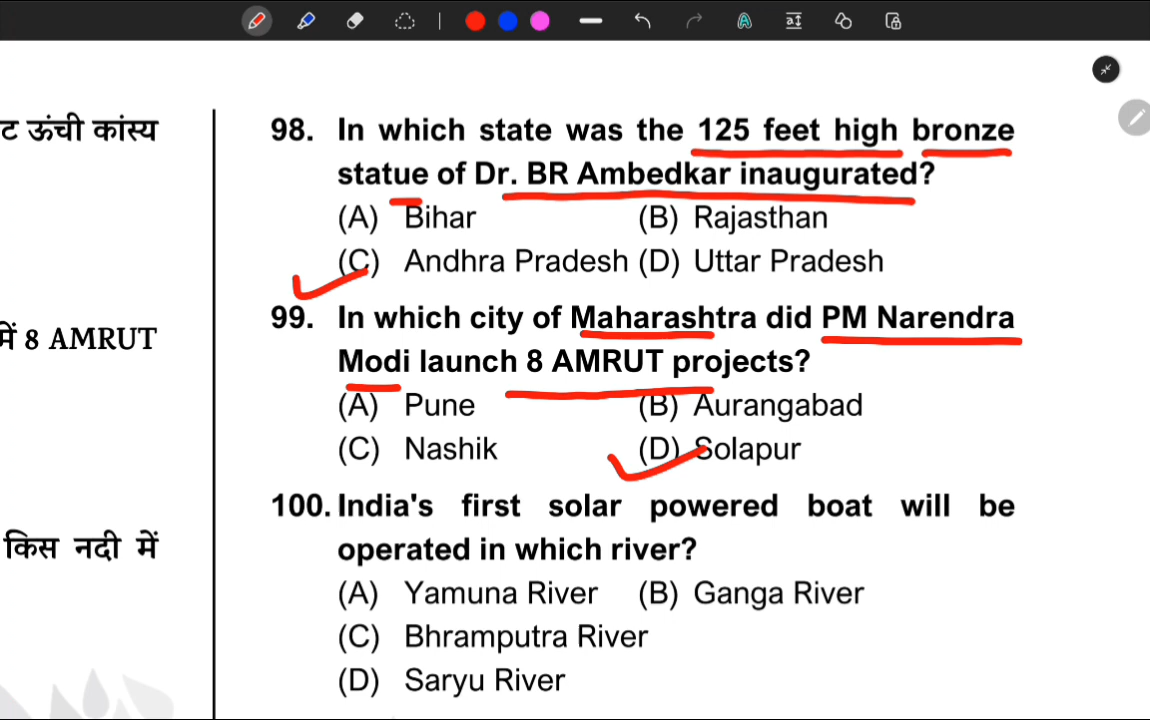 ट ऊंची कांस्य
में 8 AMRUT
किस नदी में
98. In which state was the 125 feet high bronze
statue of Dr. BR Ambedkar inaugurated?
(A) Bihar (B) Rajasthan
(C) Andhra Pradesh (D) Uttar Pradesh
99. In which city of Maharashtra did PM Narendra
Modi launch 8 AMRUT projects?
(A) Pune (B) Aurangabad
(C) Nashik (D) Solapur
100. India's first solar powered boat will be
operated in which river?
(A) Yamuna River (B) Ganga River
(C) Bhramputra River
(D) Saryu River